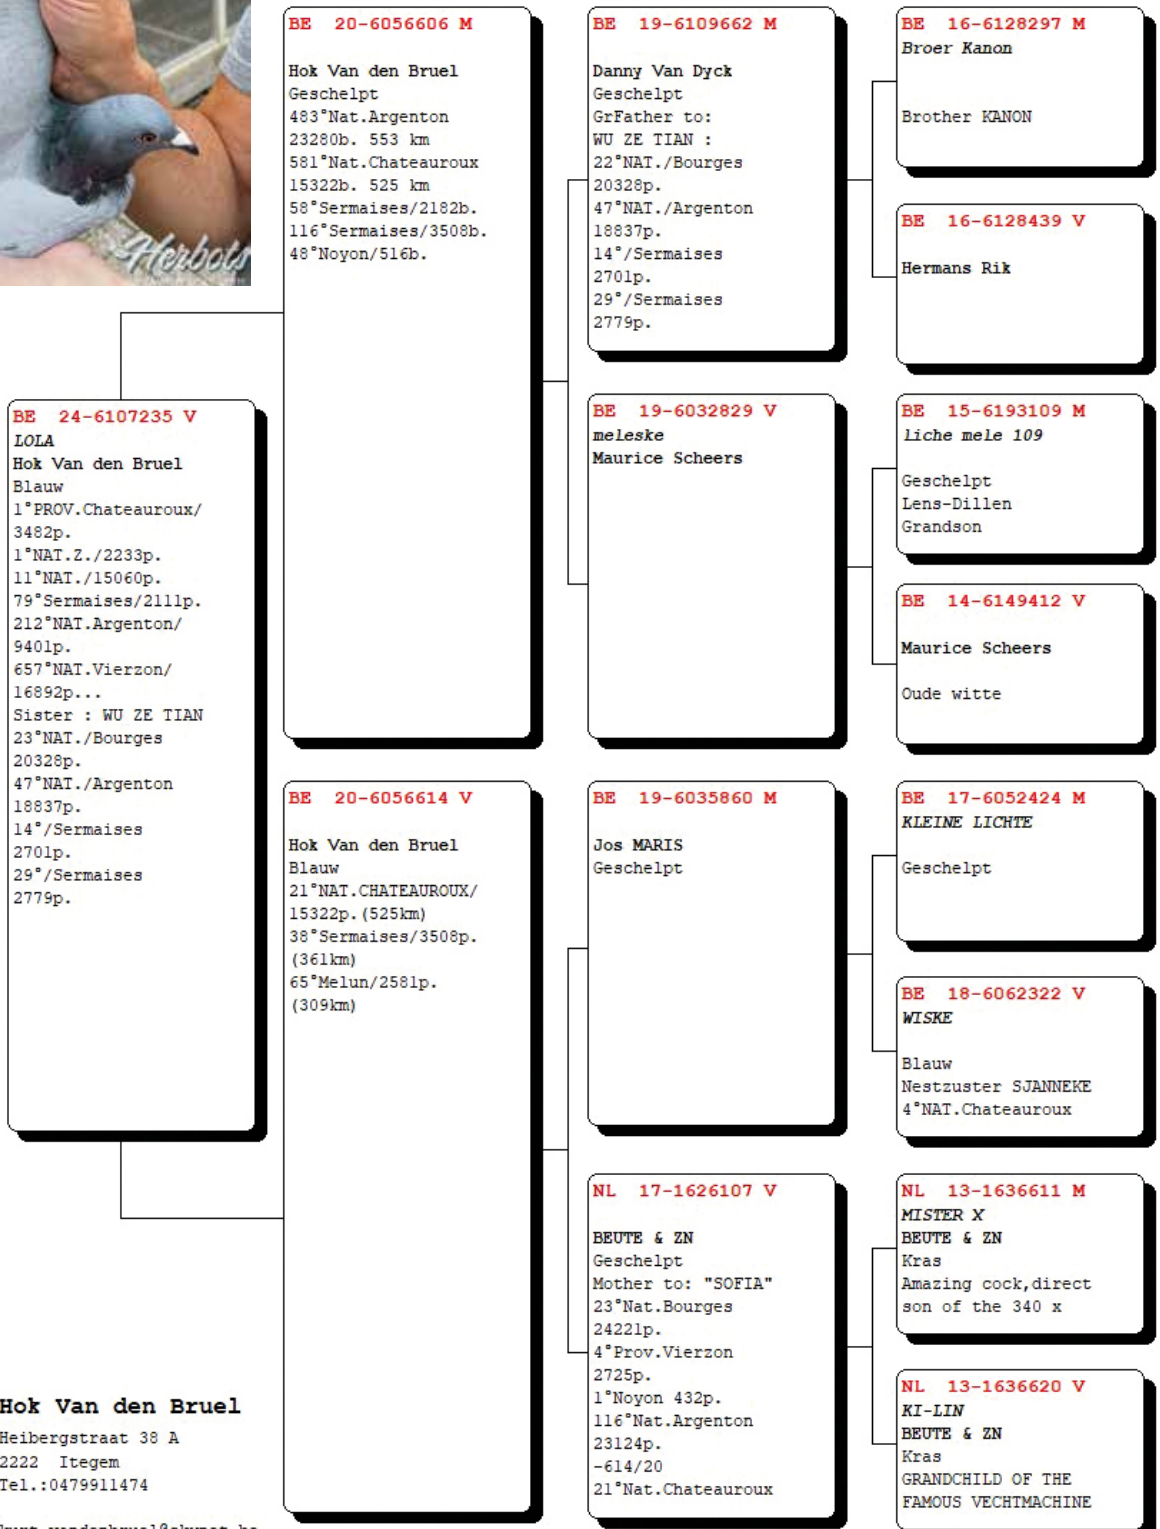 Herbots
BE 24-6107235 V
LOLA
Hok Van den Bruel
Blauw
1°PROV.Chateauroux/
3482p.
1°NAT.Z./2233p.
11°NAT./15060p.
79°Sermaises/2111p.
212°NAT.Argenton/
9401p.
657°NAT.Vierzon/
16892p...
Sister : WU ZE TIAN
23°NAT./Bourges
20328p.
47°NAT./Argenton
18837p.
14°/Sermaises
2701p.
29°/Sermaises
2779p.
BE 20-6056606 M
Hok Van den Bruel
Geschelpt
483°Nat.Argenton
23280b. 553 km
581°Nat.Chateauroux
15322b. 525 km
58°Sermaises/2182b.
116°Sermaises/3508b.
48°Noyon/516b.
BE 20-6056614 V
Hok Van den Bruel
Blauw
21°NAT.CHATEAUROUX/
15322p.(525km)
38°Sermaises/3508p.
(361km)
65°Melun/2581p.
(309km)
BE 19-6109662 M
Danny Van Dyck
Geschelpt
GrFather to:
WU ZE TIAN :
22°NAT./Bourges
20328p.
47°NAT./Argenton
18837p.
14°/Sermaises
2701p.
29°/Sermaises
2779p.
BE 19-6032829 V
meleske
Maurice Scheers
BE 19-6035860 M
Jos MARIS
Geschelpt
NL 17-1626107 V
BEUTE & ZN
Geschelpt
Mother to: "SOFIA"
23°Nat.Bourges
24221p.
4°Prov.Vierzon
2725p.
1°Noyon 432p.
116°Nat.Argenton
23124p.
-614/20
21°Nat.Chateauroux
BE 16-6128297 M
Broer Kanon
Brother KANON
BE 16-6128439 V
Hermans Rik
BE 15-6193109 M
liche mele 109
Geschelpt
Lens-Dillen
Grandson
BE 14-6149412 V
Maurice Scheers
Oude witte
BE 17-6052424 M
KLEINE LICHTE
Geschelpt
BE 18-6062322 V
WISKE
Blauw
Nestzuster SJANNEKE
4°NAT.Chateauroux
NL 13-1636611 M
MISTER X
BEUTE & ZN
Kras
Amazing cock,direct
son of the 340 x
NL 13-1636620 V
KI-LIN
BEUTE & ZN
Kras
GRANDCHILD OF THE
FAMOUS VECHTMACHINE
Hok Van den Bruel
Heibergstraat 38 A
2222 Itegem
Tel.:0479911474